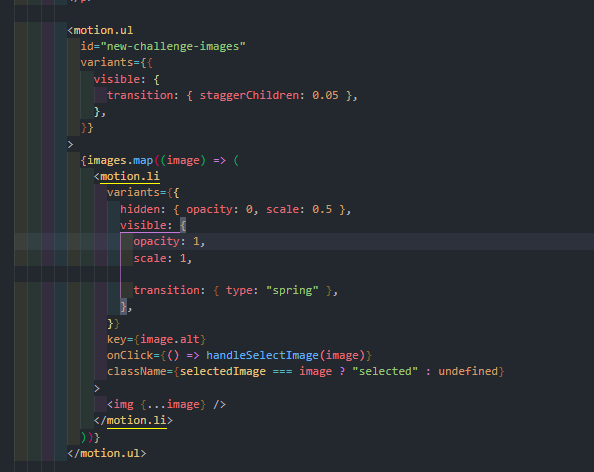 <motion.ul
id="new-challenge-images"
variants={{
visible: {
transition: { staggerChildren: 0.05 },
},
}}
>
{images.map((image) => (
<motion.li
variants={{
hidden: { opacity: 0, scale: 0.5 },
visible: {
opacity: 1,
scale: 1,
transition: { type: "spring" },
},
}}
key={image.alt}
onClick={() => handleSelectImage(image)}
className={selectedImage === image ? "selected" : undefined}
>
<img {...image} />
</motion.li>
))}
</motion.ul>